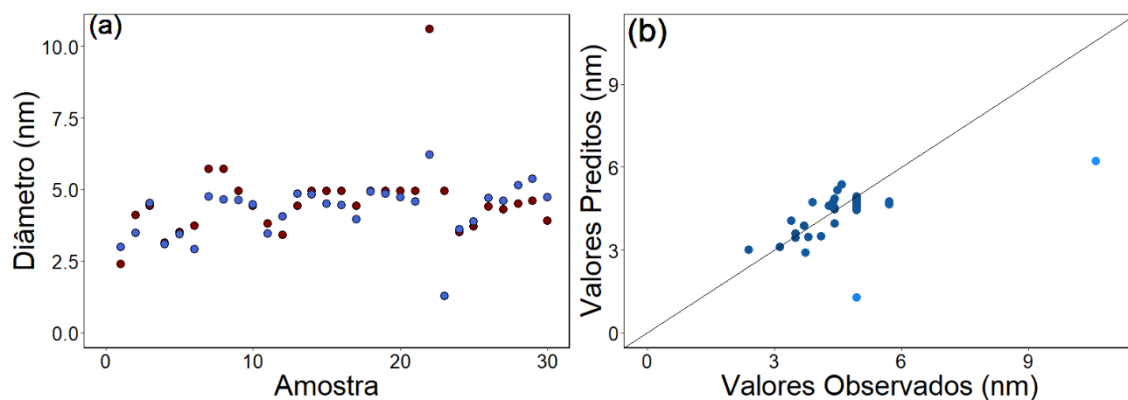 (a)
Diâmetro (nm)
10.0
7.5
5.0
2.5
0.0
0
10
20
30
Amostra
(b)
Valores Preditos (nm)
9
6
3
0
0
3
6
9
Valores Observados (nm)